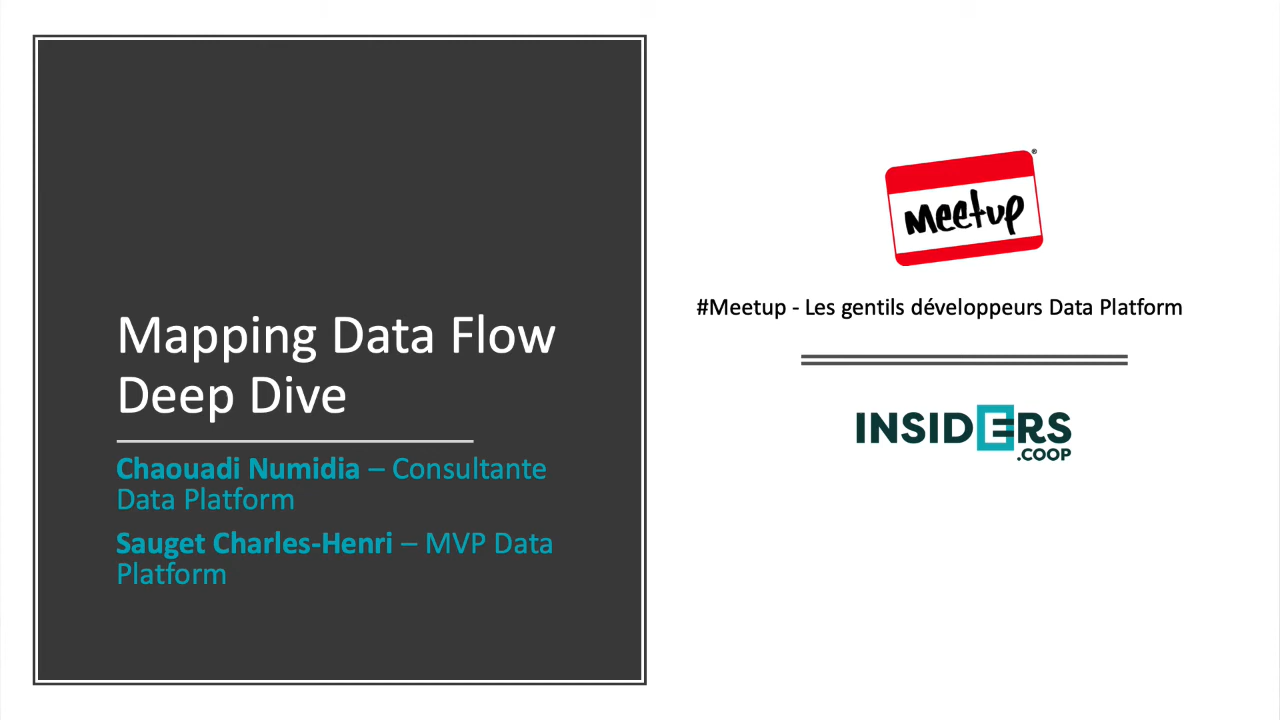 Mapping Data Flow
Deep Dive
Chaouadi Numidia – Consultante
Data Platform
Sauget Charles-Henri – MVP Data
Platform
meetup®
#Meetup - Les gentils développeurs Data Platform
INSIDERS
.COOP